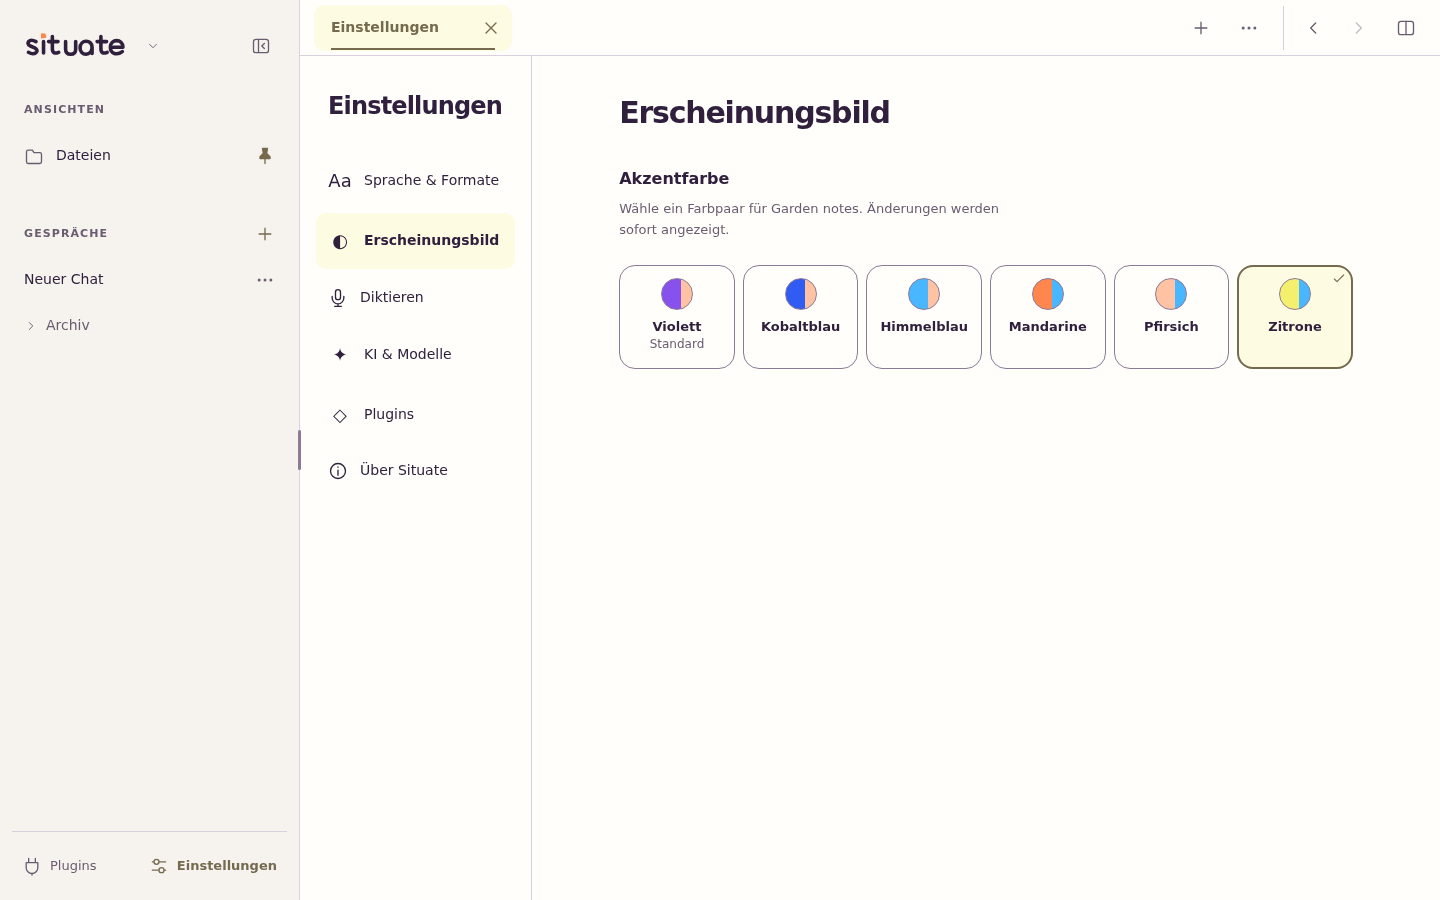 situate
ANSICHTEN
Dateien
GESPRÄCHE
Neuer Chat
Archiv
Plugins
Einstellungen
Einstellungen
Einstellungen
Aa Sprache & Formate
Erscheinungsbild
Diktieren
KI & Modelle
Plugins
Über Situate
Erscheinungsbild
Akzentfarbe
Wähle ein Farbpaar für Garden notes. Änderungen werden
sofort angezeigt.
Violett
Standard
Kobaltblau
Himmelblau
Mandarine
Pfirsich
Zitrone